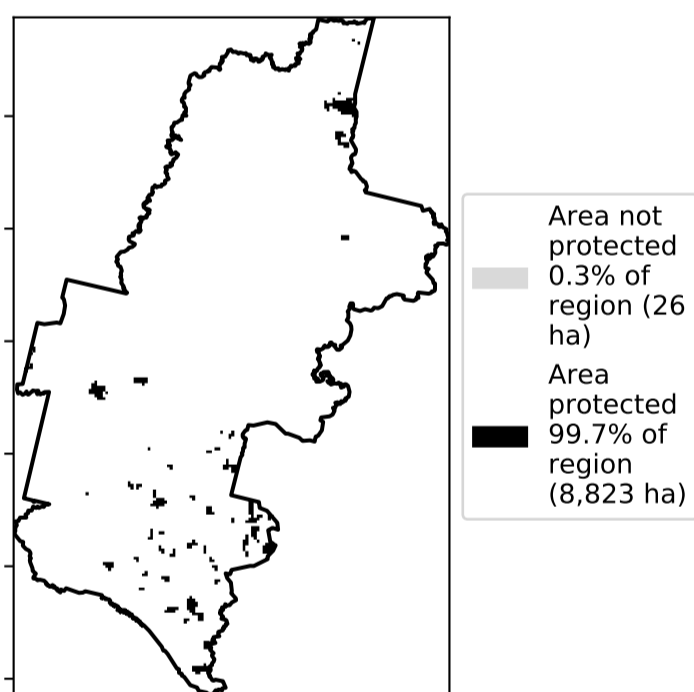 Area not
protected
0.3% of
region (26
ha)
Area
protected
99.7% of
region
(8,823 ha)